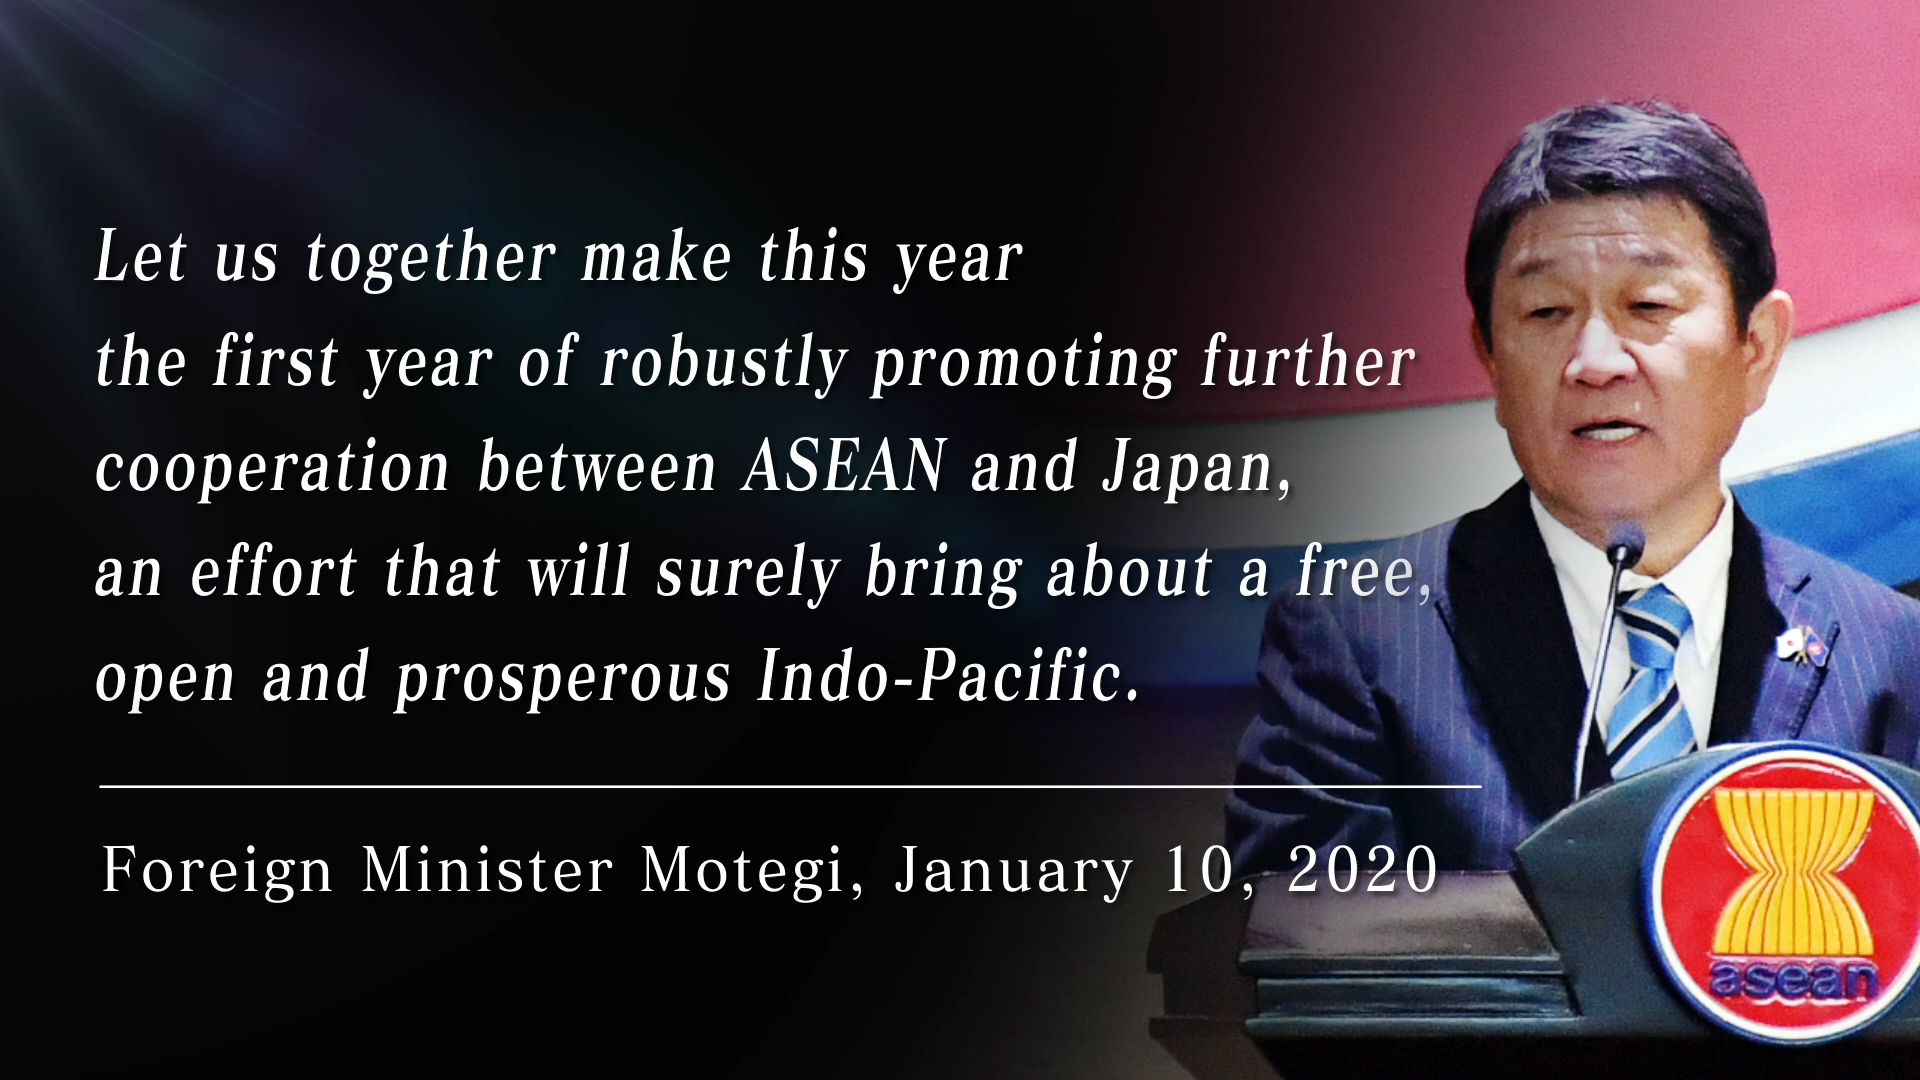 Let us together make this year
the first year of robustly promoting further
cooperation between ASEAN and Japan,
an effort that will surely bring about a free,
open and prosperous Indo-Pacific.
Foreign Minister Motegi, January 10, 2020
asean